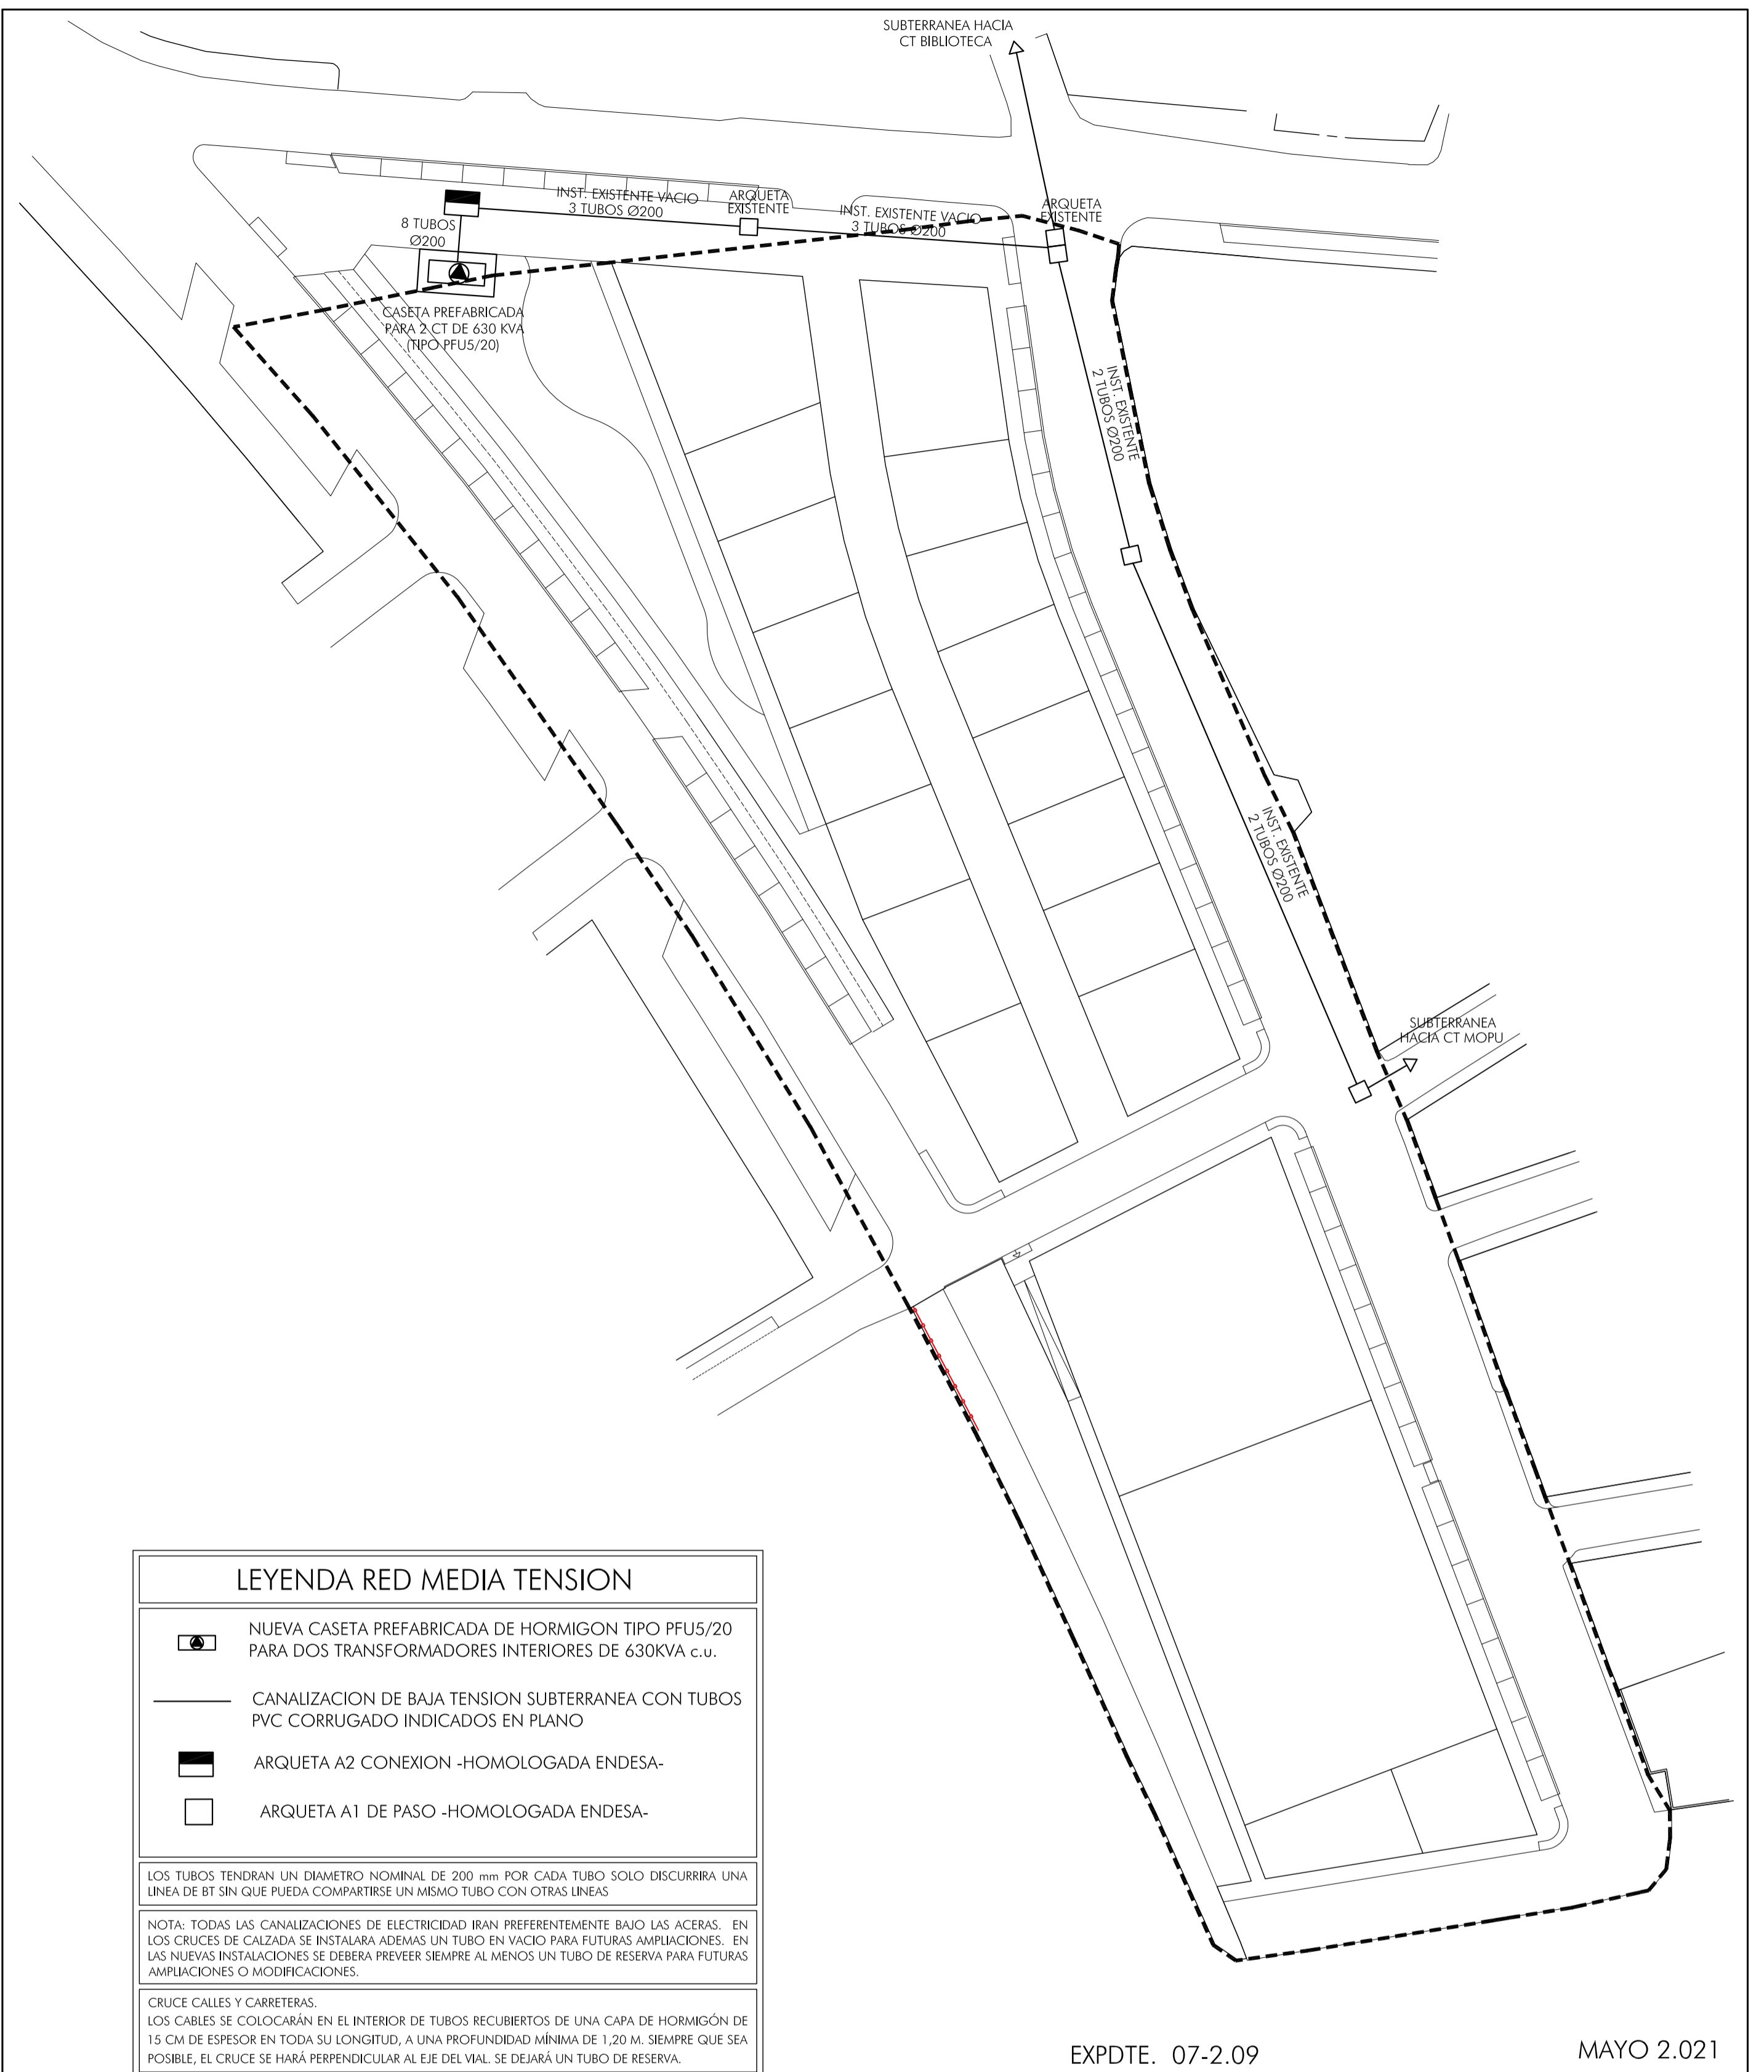 SUBTERRANEA HACIA
CT BIBLIOTECA
INST. EXISTENTE VACIO
3 TUBOS Ø200
ARQUETA
EXISTENTE
INST. EXISTENTE VACIO
3 TUBOS Ø200
ARQUETA
EXISTENTE
8 TUBOS
Ø200
CASETA PREFABRICADA
PARA 2 CT DE 630 KVA
(TIPO PFU5/20)
INST. EXISTENTE
2 TUBOS Ø200
INST. EXISTENTE
2 TUBOS Ø200
SUBTERRANEA
HACIA CT MOPU
LEYENDA RED MEDIA TENSION
NUEVA CASETA PREFABRICADA DE HORMIGON TIPO PFU5/20
PARA DOS TRANSFORMADORES INTERIORES DE 630KVA c.u.
CANALIZACION DE BAJA TENSION SUBTERRANEA CON TUBOS
PVC CORRUGADO INDICADOS EN PLANO
ARQUETA A2 CONEXION -HOMOLOGADA ENDESA-
ARQUETA A1 DE PASO -HOMOLOGADA ENDESA-
LOS TUBOS TENDRAN UN DIAMETRO NOMINAL DE 200 mm POR CADA TUBO SOLO DISCURRIRA UNA
LINEA DE BT SIN QUE PUEDA COMPARTIRSE UN MISMO TUBO CON OTRAS LINEAS
NOTA: TODAS LAS CANALIZACIONES DE ELECTRICIDAD IRAN PREFERENTEMENTE BAJO LAS ACERAS. EN
LOS CRUCES DE CALZADA SE INSTALARA ADEMAS UN TUBO EN VACIO PARA FUTURAS AMPLIACIONES. EN
LAS NUEVAS INSTALACIONES SE DEBERA PREVEER SIEMPRE AL MENOS UN TUBO DE RESERVA PARA FUTURAS
AMPLIACIONES O MODIFICACIONES.
CRUCE CALLES Y CARRETERAS.
LOS CABLES SE COLOCARÁN EN EL INTERIOR DE TUBOS RECUBIERTOS DE UNA CAPA DE HORMIGÓN DE
15 CM DE ESPESOR EN TODA SU LONGITUD, A UNA PROFUNDIDAD MÍNIMA DE 1,20 M. SIEMPRE QUE SEA
POSIBLE, EL CRUCE SE HARÁ PERPENDICULAR AL EJE DEL VIAL. SE DEJARÁ UN TUBO DE RESERVA.
EXPDTE. 07-2.09
MAYO 2.021